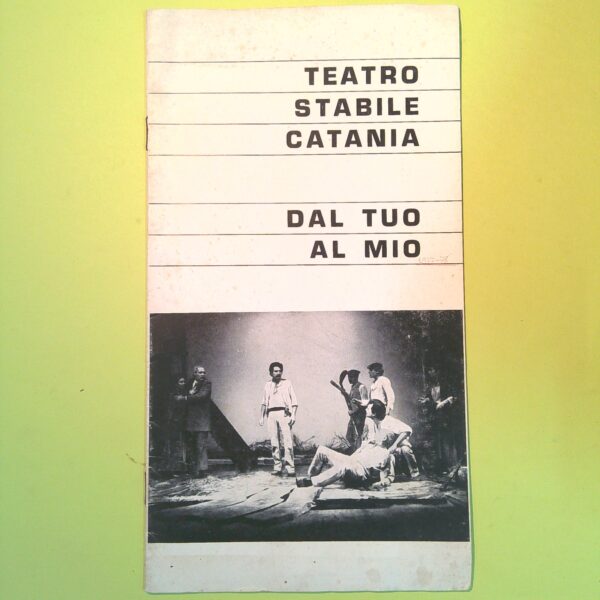 TEATRO
STABILE
CATANIA
DAL TUO
AL MIO